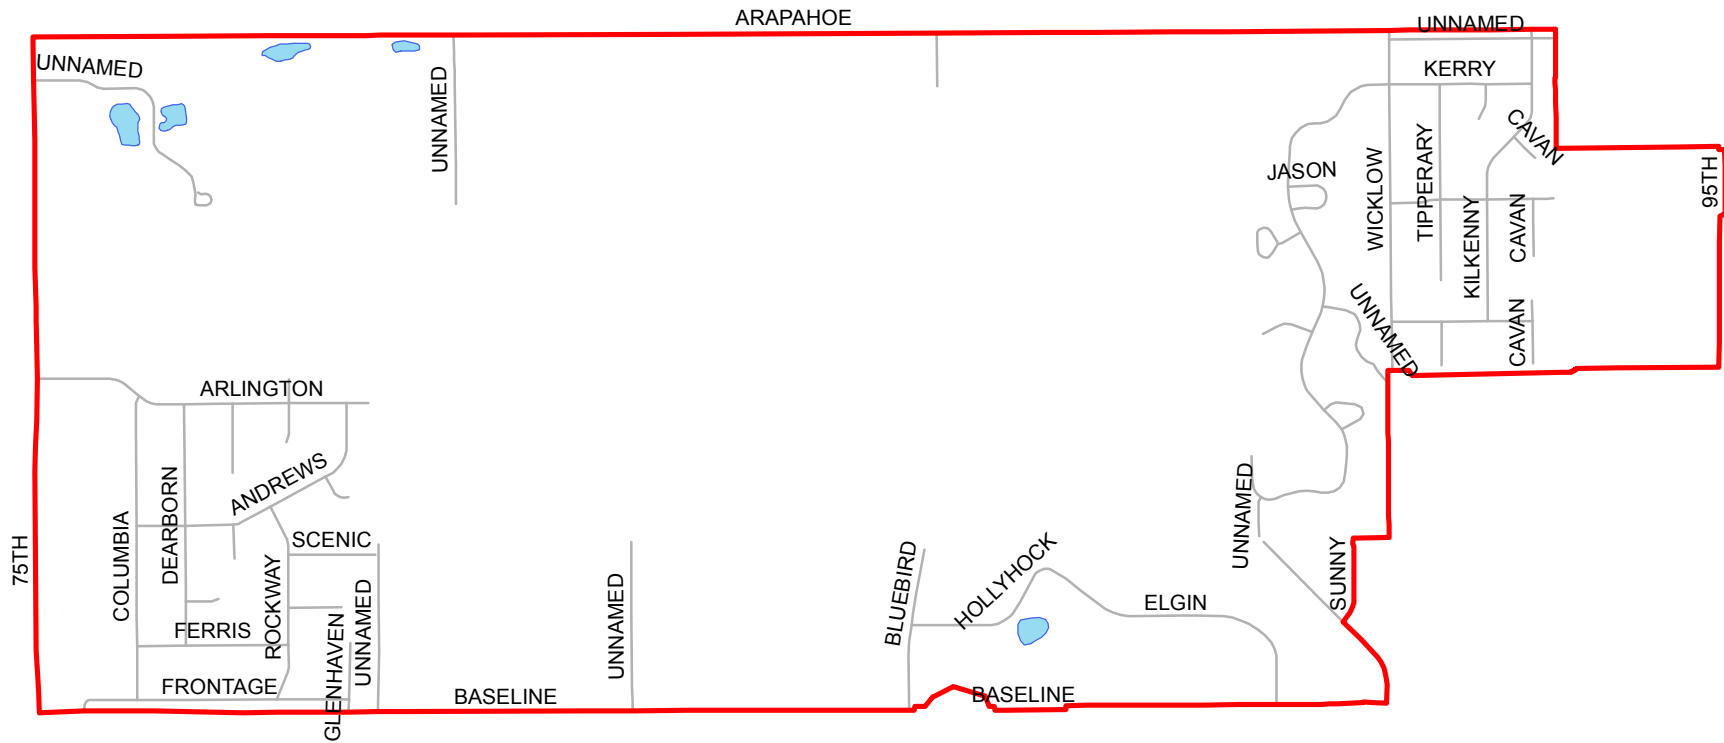 ARAPAHOE
UNNAMED
UNNAMED
UNNAMED
KERRY
CAVAN
TIPPERARY
WICKLOW
JASON
95TH
KILKENNY
CAVAN
UNNAMED
CAVAN
ARLINGTON
ANDREWS
DEARBORN
COLUMBIA
SCENIC
ROCKWAY
75TH
UNNAMED
FERRIS
GLENHAVEN
FRONTAGE
UNNAMED
BASELINE
BLUEBIRD
HOLLYHOCK
ELGIN
UNNAMED
SUNNY
BASELINE